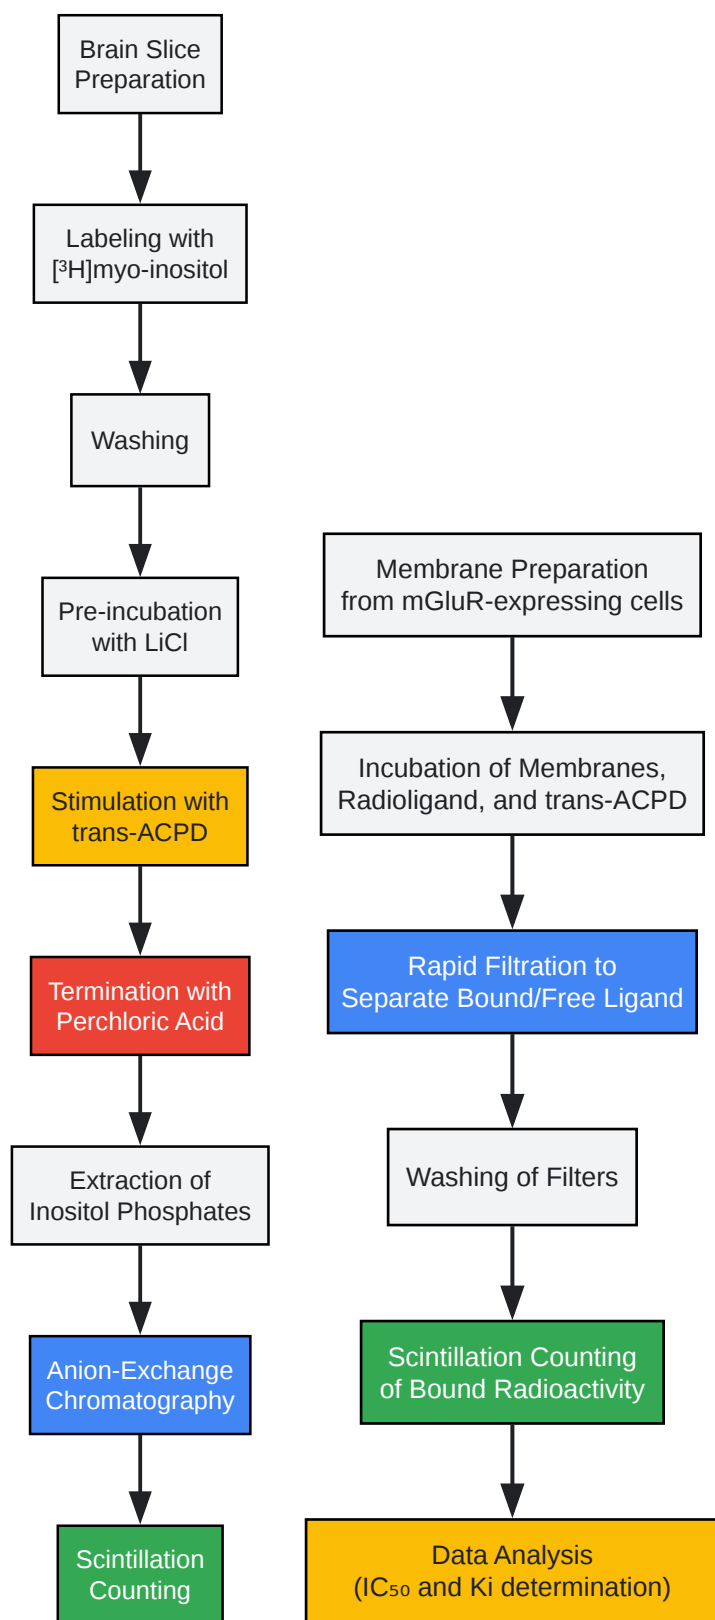 Brain Slice
Preparation
Labeling with
[³H]myo-inositol
Washing
Pre-incubation
with LiCl
Stimulation with
trans-ACPD
Termination with
Perchloric Acid
Extraction of
Inositol Phosphates
Anion-Exchange
Chromatography
Scintillation
Counting
Membrane Preparation
from mGluR-expressing cells
Incubation of Membranes,
Radioligand, and trans-ACPD
Rapid Filtration to
Separate Bound/Free Ligand
Washing of Filters
Scintillation Counting
of Bound Radioactivity
Data Analysis
(IC₅₀ and Ki determination)